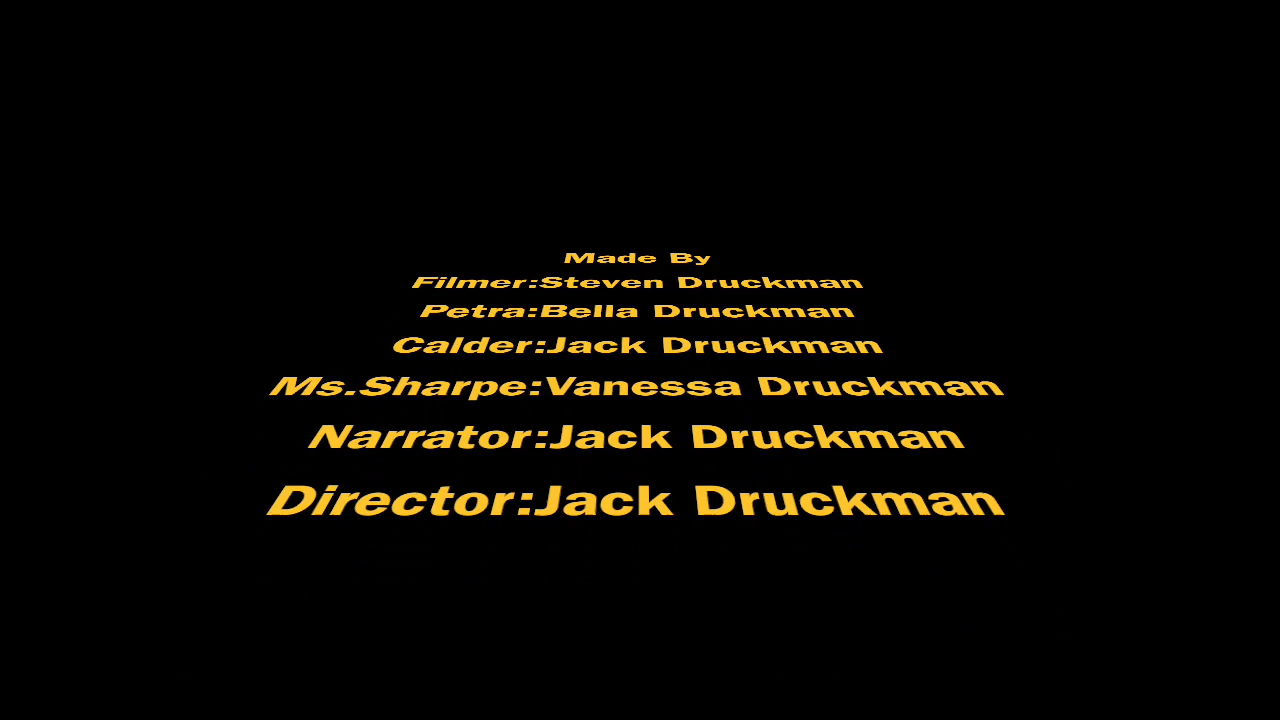 Made By
Filmer:Steven Druckman
Petra:Bella Druckman
Calder:Jack Druckman
Ms.Sharpe:Vanessa Druckman
Narrator:Jack Druckman
Director:Jack Druckman